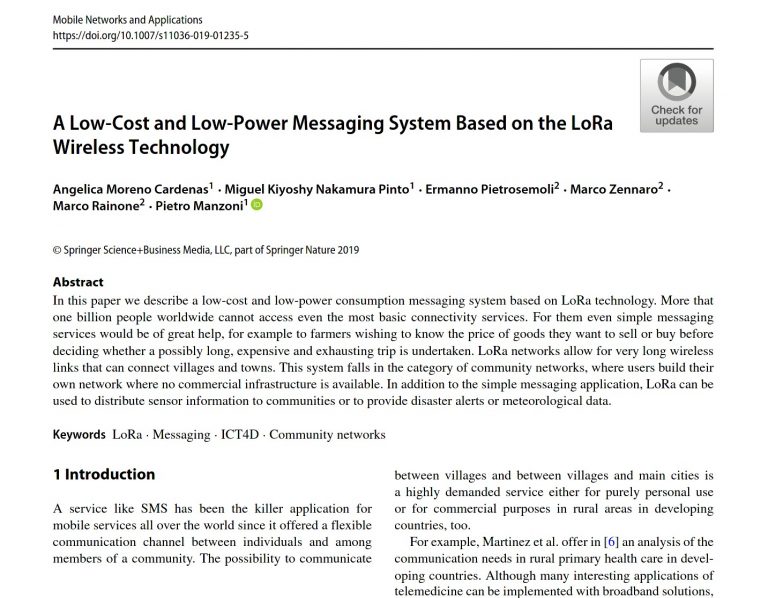 Mobile Networks and Applications
https://doi.org/10.1007/s11036-019-01235-5
Check for
updates
A Low-Cost and Low-Power Messaging System Based on the LoRa
Wireless Technology
Angelica Moreno Cardenas1 · Miguel Kiyoshy Nakamura Pinto1 · Ermanno Pietrosemoli2 · Marco Zennaro2 ·
Marco Rainone2 · Pietro Manzoni1 iD
© Springer Science+Business Media, LLC, part of Springer Nature 2019
Abstract
In this paper we describe a low-cost and low-power consumption messaging system based on LoRa technology. More that
one billion people worldwide cannot access even the most basic connectivity services. For them even simple messaging
services would be of great help, for example to farmers wishing to know the price of goods they want to sell or buy before
deciding whether a possibly long, expensive and exhausting trip is undertaken. LoRa networks allow for very long wireless
links that can connect villages and towns. This system falls in the category of community networks, where users build their
own network where no commercial infrastructure is available. In addition to the simple messaging application, LoRa can be
used to distribute sensor information to communities or to provide disaster alerts or meteorological data.
Keywords LoRa · Messaging · ICT4D · Community networks
1 Introduction
A service like SMS has been the killer application for
mobile services all over the world since it offered a flexible
communication channel between individuals and among
members of a community. The possibility to communicate
between villages and between villages and main cities is
a highly demanded service either for purely personal use
or for commercial purposes in rural areas in developing
countries, too.
For example, Martinez et al. offer in [6] an analysis of the
communication needs in rural primary health care in devel-
oping countries. Although many interesting applications of
telemedicine can be implemented with broadband solutions,